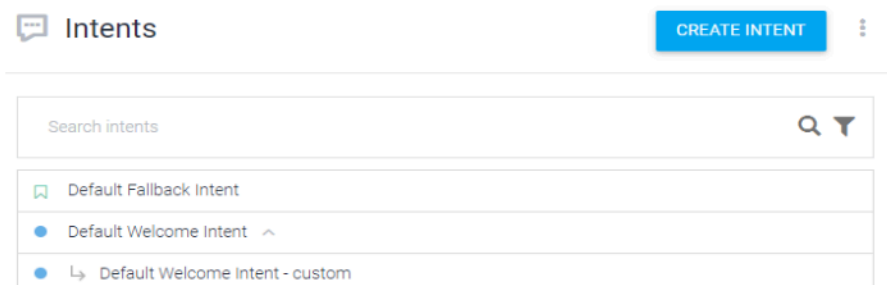 Intents
CREATE INTENT
Search intents
Default Fallback Intent
Default Welcome Intent
Default Welcome Intent - custom